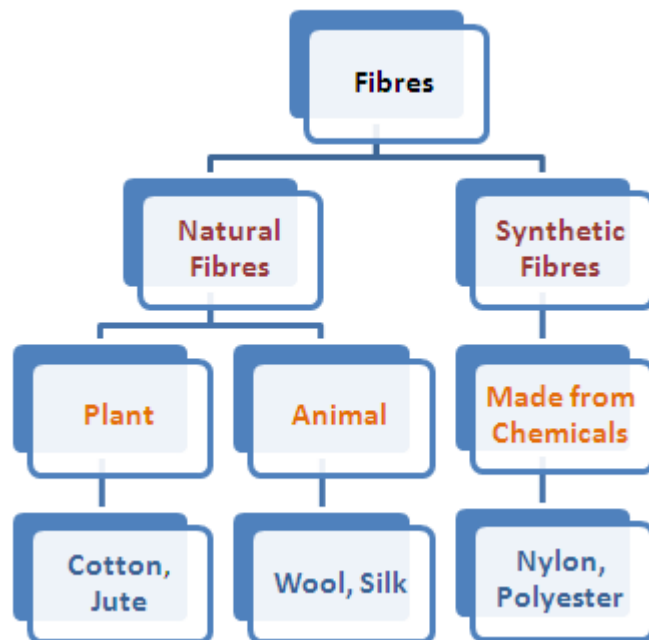 Fibres
Natural
Fibres
Synthetic
Fibres
Plant
Animal
Made from
Chemicals
Cotton,
Jute
Wool, Silk
Nylon,
Polyester